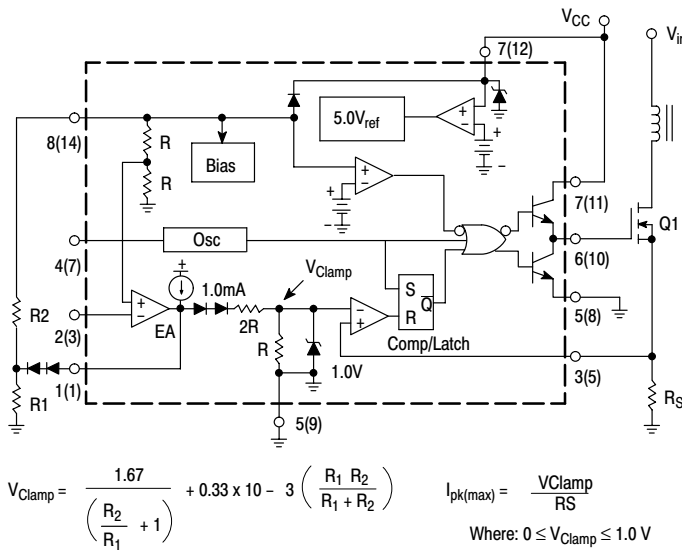 VCC
Vin
7(12)
5.0Vref
+
–
+
–
8(14)
R
Bias
R
+
–
+
–
7(11)
Q1
Osc
4(7)
6(10)
VClamp
+
1.0mA
S
Q
R
5(8)
R2
+
–
EA
2R
–
+
2(3)
R
Comp/Latch
1.0V
1(1)
3(5)
R1
RS
5(9)
VClamp = 1.67 / ( R2 / R1 + 1 ) + 0.33 x 10 – 3 ( R1 R2 / R1 + R2 )
Ipk(max) = VClamp / RS
Where: 0 ≤ VClamp ≤ 1.0 V